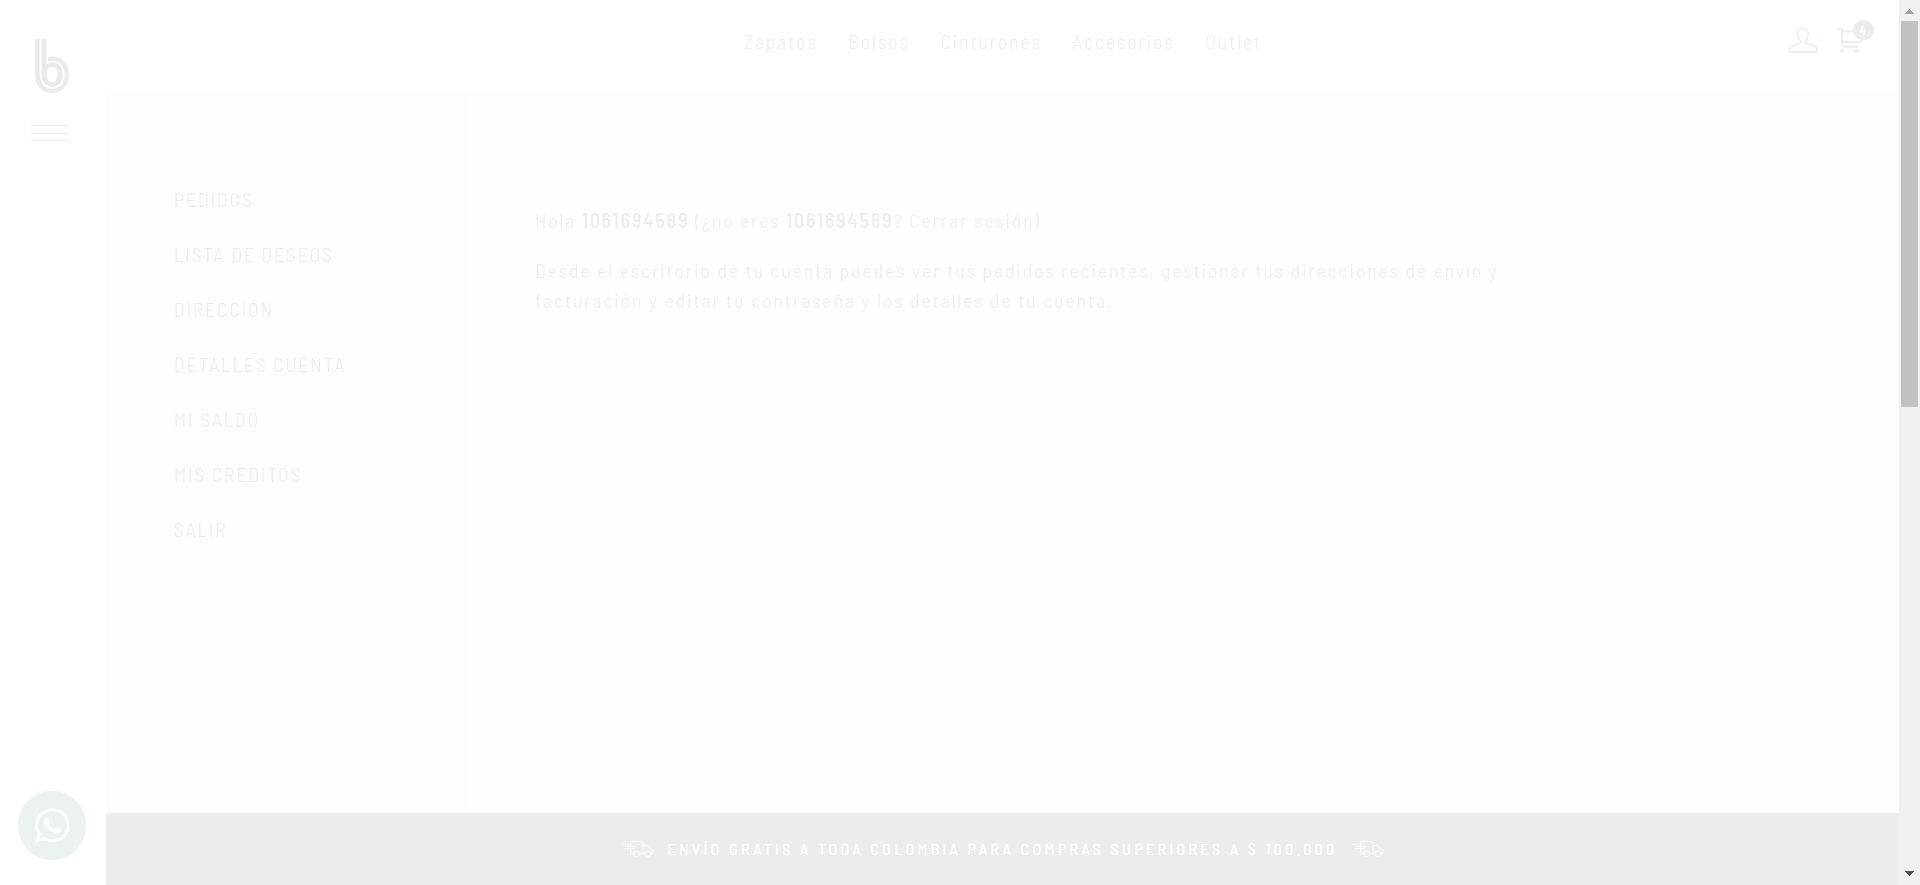 b
Zapatos Bolsos Cinturones Accesorios Outlet
4
PEDIDOS
LISTA DE DESEOS
DIRECCIÓN
DETALLES CUENTA
MI SALDO
MIS CREDITOS
SALIR
Hola 1061694589 (¿no eres 1061694589? Cerrar sesión)
Desde el escritorio de tu cuenta puedes ver tus pedidos recientes, gestionar tus direcciones de envío y
facturación y editar tu contraseña y los detalles de tu cuenta.
ENVÍO GRATIS A TODA COLOMBIA PARA COMPRAS SUPERIORES A $ 100.000